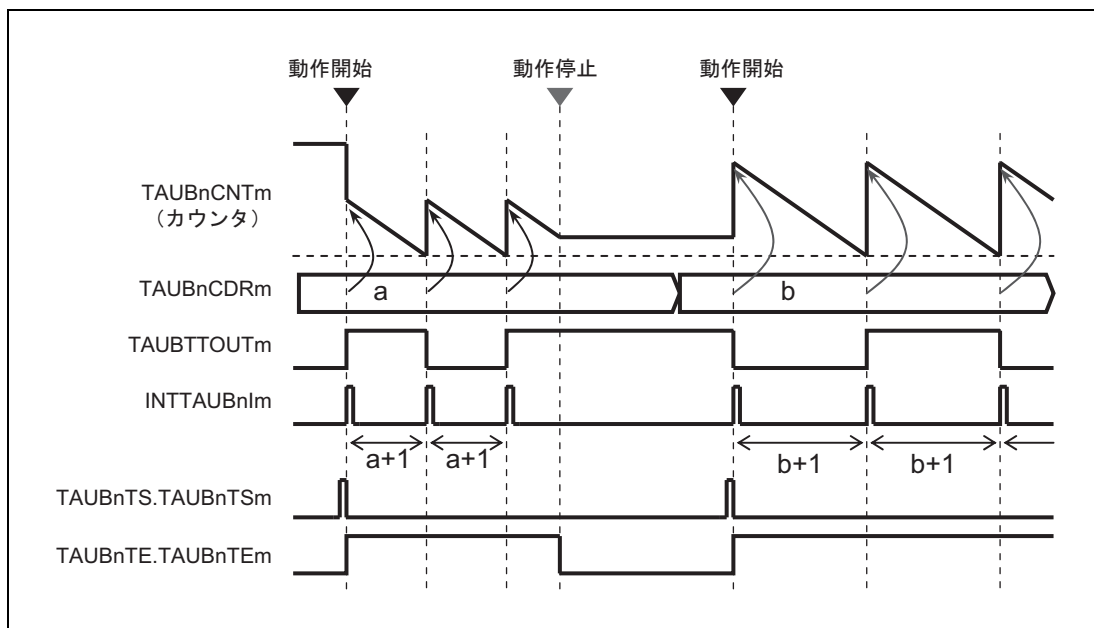 動作開始 動作停止 動作開始
TAUBnCNTm
（カウンタ）
TAUBnCDRm a b
TAUBTTOUTm
INTTAUBnIm
a+1 a+1 b+1 b+1
TAUBnTS.TAUBnTSm
TAUBnTE.TAUBnTEm